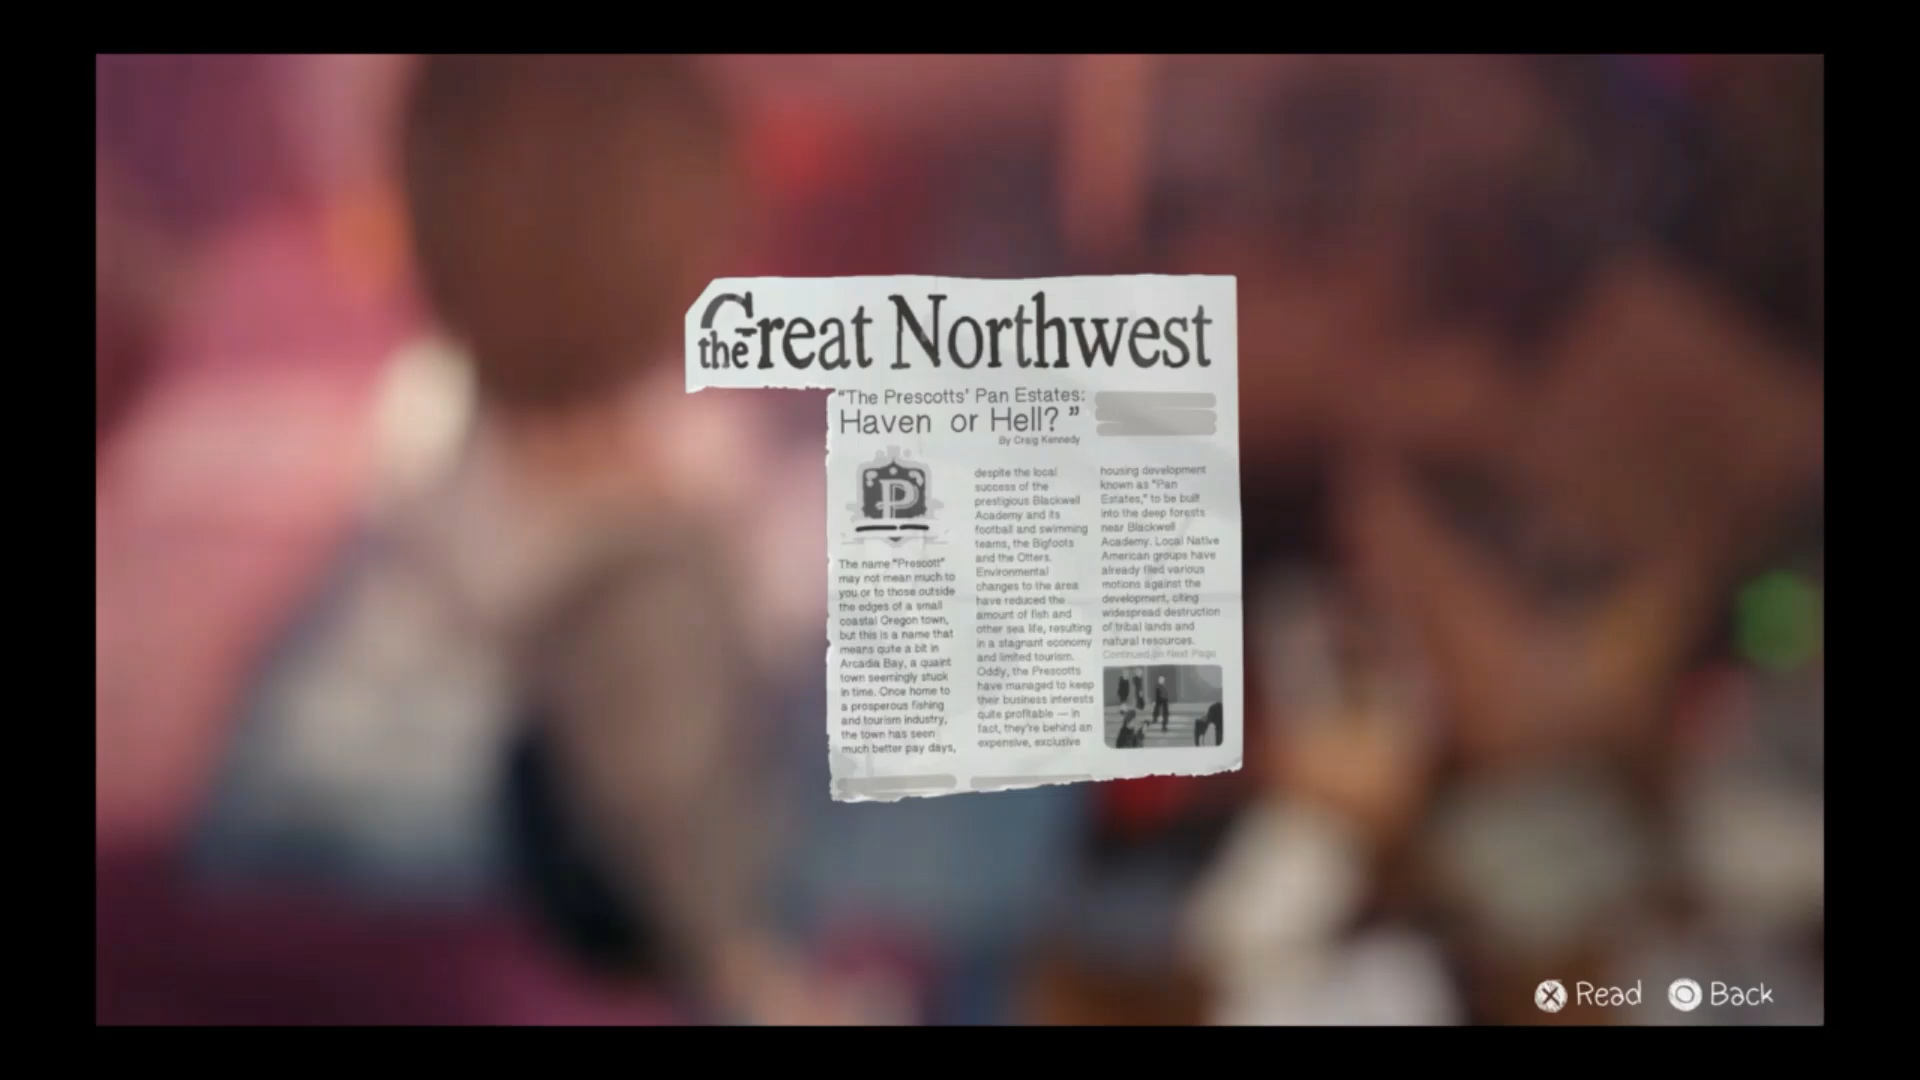 the Great Northwest
"The Prescotts' Pan Estates:
Haven or Hell?"
By Craig Kennedy
P
The name "Prescott"
may not mean much to
you or to those outside
the edges of a small
coastal Oregon town,
but this is a name that
means quite a bit in
Arcadia Bay, a quaint
town seemingly stuck
in time. Once home to
a prosperous fishing
and tourism industry,
the town has seen
much better pay days,
despite the local
success of the
prestigious Blackwell
Academy and its
football and swimming
teams, the Bigfoots
and the Otters.
Environmental
changes to the area
have reduced the
amount of fish and
other sea life, resulting
in a stagnant economy
and limited tourism.
Oddly, the Prescotts
have managed to keep
their business interests
quite profitable — in
fact, they're behind an
expensive, exclusive
housing development
known as "Pan
Estates," to be built
into the deep forests
near Blackwell
Academy. Local Native
American groups have
already filed various
motions against the
development, citing
widespread destruction
of tribal lands and
natural resources.
Continued on Next Page
Read
Back